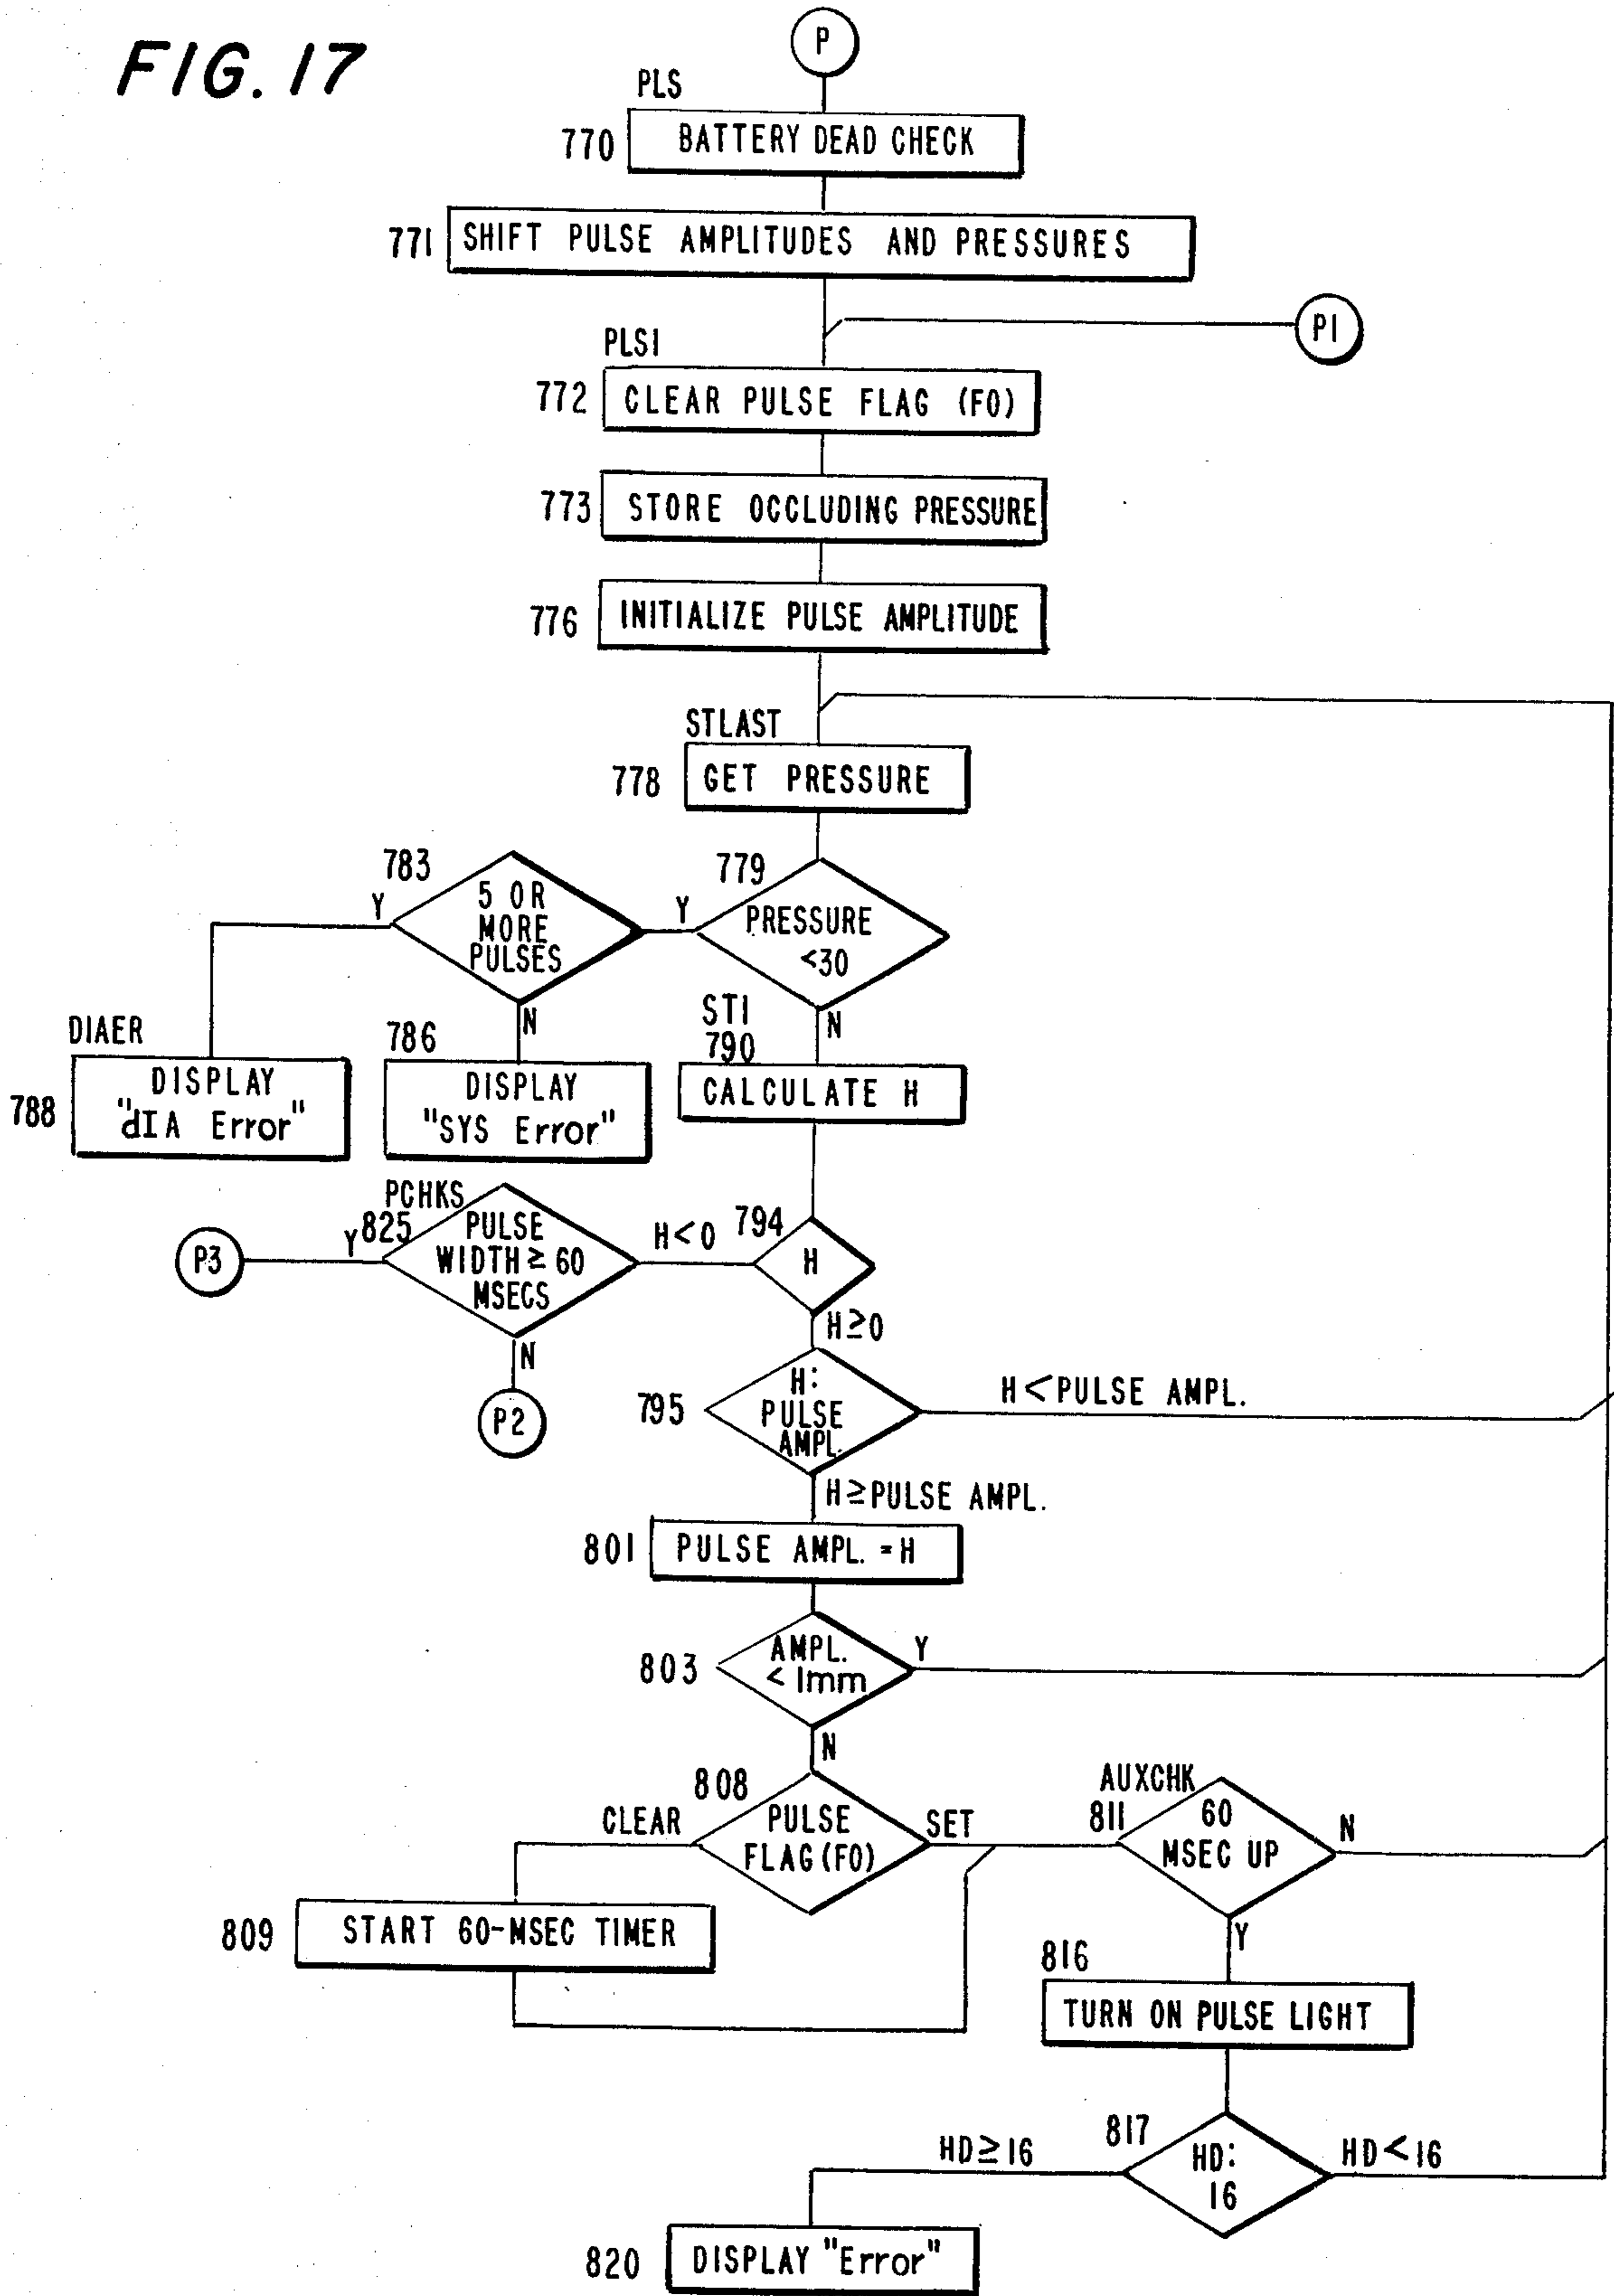 FIG. 17
P
PLS
770
BATTERY DEAD CHECK
771
SHIFT PULSE AMPLITUDES AND PRESSURES
P1
PLS1
772
CLEAR PULSE FLAG (F0)
773
STORE OCCLUDING PRESSURE
776
INITIALIZE PULSE AMPLITUDE
STLAST
778
GET PRESSURE
783
5 OR
MORE
PULSES
Y
Y
779
PRESSURE
<30
N
N
DIAER
788
DISPLAY
"dIA Error"
786
DISPLAY
"SYS Error"
ST1
790
CALCULATE H
P3
Y
PCHKS
825
PULSE
WIDTH ≥ 60
MSECS
H<0
794
H
N
P2
H≥0
795
H:
PULSE
AMPL.
H<PULSE AMPL.
H≥PULSE AMPL.
801
PULSE AMPL. = H
803
AMPL.
< 1mm
Y
N
808
PULSE
FLAG (F0)
CLEAR
SET
AUXCHK
811
60
MSEC UP
N
809
START 60-MSEC TIMER
Y
816
TURN ON PULSE LIGHT
817
HD:
16
HD≥16
HD<16
820
DISPLAY "Error"